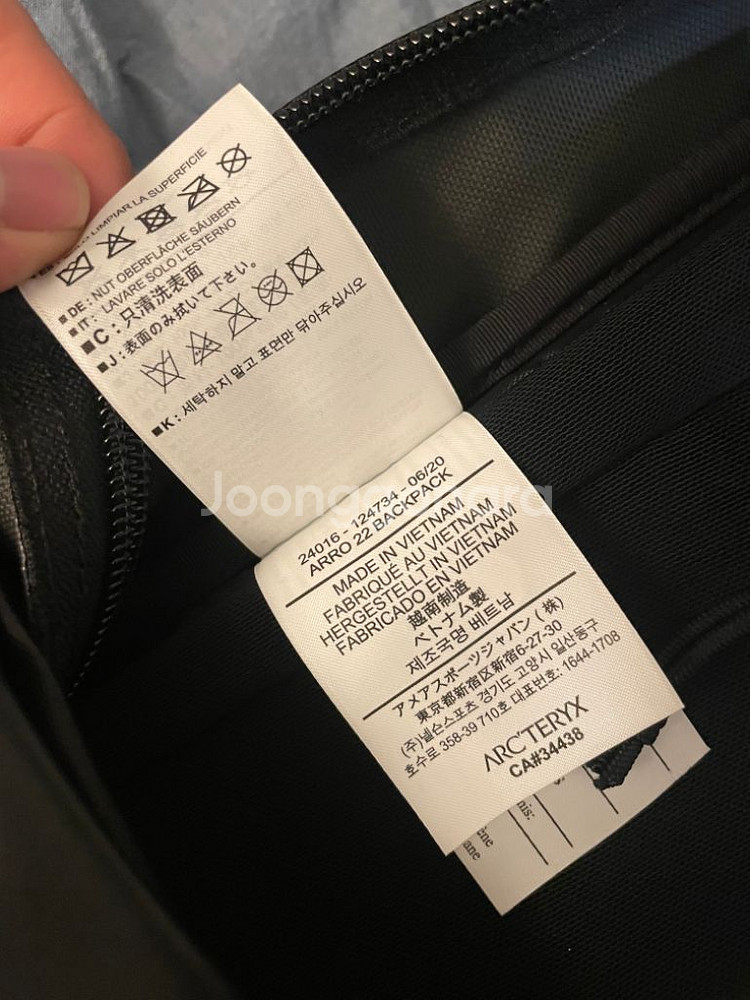 LIMPIAR LA SUPERFICIE
■ DE : NUT OBERFLÄCHE SÄUBERN
■ IT : LAVARE SOLO L'ESTERNO
■ C : 只清洗表面
■ J : 表面のみ拭いて下さい。
■ K : 세탁하지 말고 표면만 닦아주십시오
24016 - 124734 - 06/20
ARRO 22 BACKPACK
MADE IN VIETNAM
FABRIQUÉ AU VIETNAM
HERGESTELLT IN VIETNAM
FABRICADO EN VIETNAM
越南制造
ベトナム製
제조국명 베트남
アメアスポーツジャパン(株)
東京都新宿区新宿6-27-30
(주)넬슨스포츠 경기도 고양시 일산동구
호수로 358-39 710호 대표번호: 1644-1708
ARC'TERYX
CA#34438